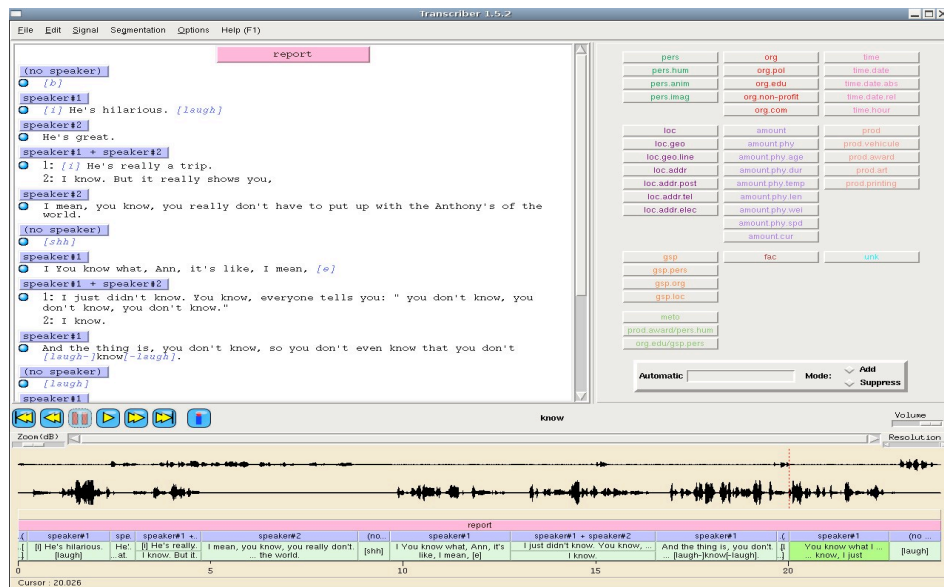 Transcriber 1.5.2
File Edit Signal Segmentation Options Help (F1)
report
(no speaker)
[b]
speaker#1
[i] He's hilarious. [laugh]
speaker#2
He's great.
speaker#1 + speaker#2
1: [i] He's really a trip.
2: I know. But it really shows you,
speaker#2
I mean, you know, you really don't have to put up with the Anthony's of the
world.
(no speaker)
[shh]
speaker#1
I You know what, Ann, it's like, I mean, [e]
speaker#1 + speaker#2
1: I just didn't know. You know, everyone tells you: " you don't know, you
don't know, you don't know."
2: I know.
speaker#1
And the thing is, you don't know, so you don't even know that you don't
[laugh-]know[-laugh].
(no speaker)
[laugh]
speaker#1
pers org time
pers.hum org.pol time.date
pers.anim org.edu time.date.abs
pers.imag org.non-profit time.date.rel
org.com time.hour
loc amount prod
loc.geo amount.phy prod.vehicule
loc.geo.line amount.phy.age prod.award
loc.addr amount.phy.dur prod.art
loc.addr.post amount.phy.temp prod.printing
loc.addr.tel amount.phy.len
loc.addr.elec amount.phy.wei
amount.phy.spd
amount.cur
gsp fac unk
gsp.pers
gsp.org
gsp.loc
meto
prod.award/pers.hum
org.edu/gsp.pers
Automatic Mode: Add
Suppress
know
Volume
Zoom(dB) Resolution
report
speaker#1 spe. speaker#1 +.. speaker#2 (no... speaker#1 speaker#1 + speaker#2 speaker#1 speaker#1 (no ...
[i] He's hilarious. He'. [i] He's really. I mean, you know, you really don't. [shh] I You know what, Ann, it's I just didn't know. You know, ... And the thing is, you don't. You know what I ... [laugh]
[laugh] ..at. I know. But it. ... the world. like, I mean, [e] I know. ... [laugh-]know[-laugh]. ... know, I just
0 5 10 15 20
Cursor : 20.026